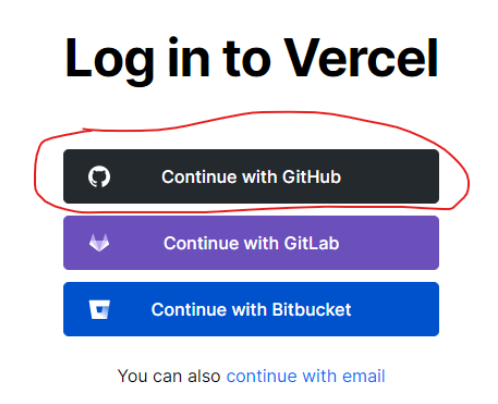 Log in to Vercel
Continue with GitHub
Continue with GitLab
Continue with Bitbucket
You can also continue with email